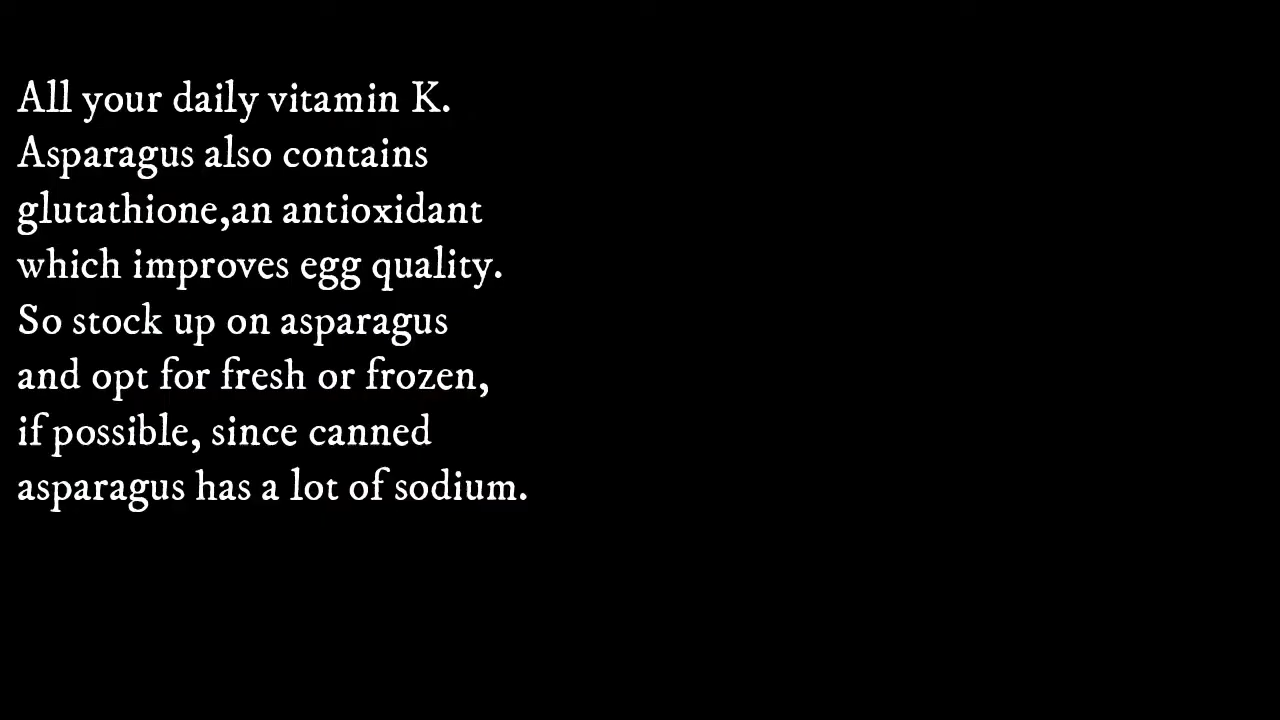 All your daily vitamin K.
Asparagus also contains
glutathione,an antioxidant
which improves egg quality.
So stock up on asparagus
and opt for fresh or frozen,
if possible, since canned
asparagus has a lot of sodium.